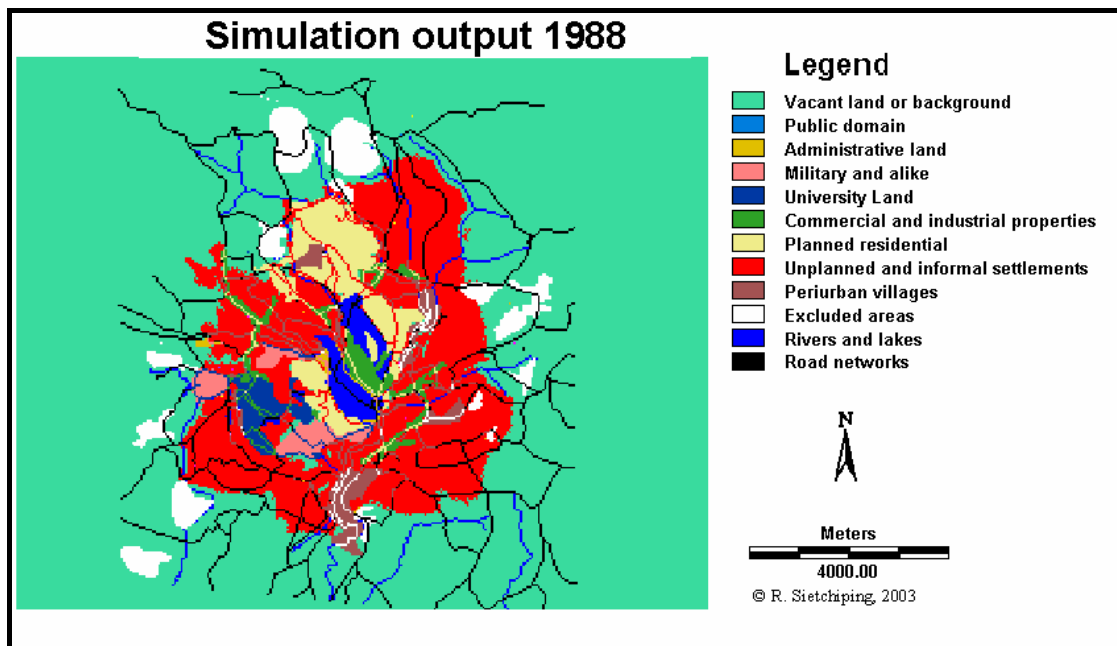 Simulation output 1988
Legend
Vacant land or background
Public domain
Administrative land
Military and alike
University Land
Commercial and industrial properties
Planned residential
Unplanned and informal settlements
Periurban villages
Excluded areas
Rivers and lakes
Road networks
N
Meters
4000.00
© R. Sietchiping, 2003